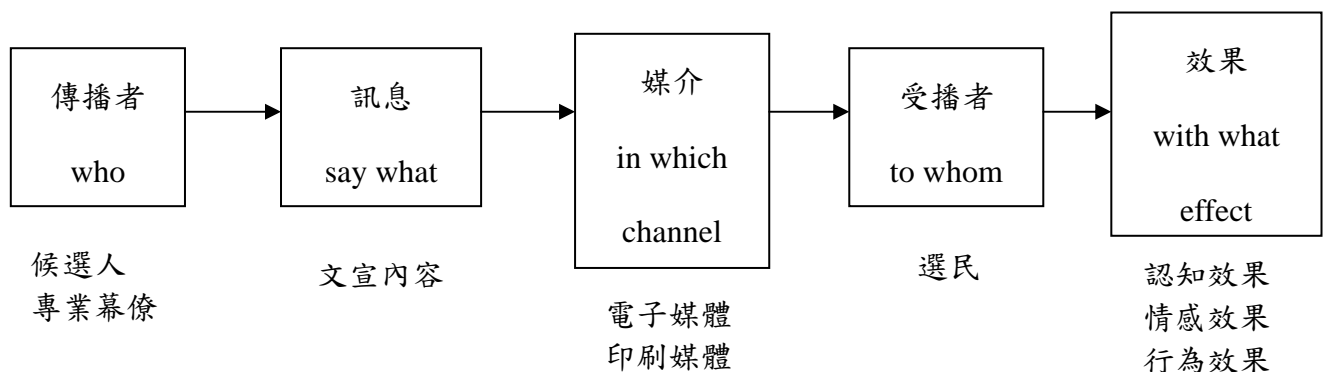 傳播者
who
訊息
say what
媒介
in which
channel
受播者
to whom
效果
with what
effect
候選人
專業幕僚
文宣內容
電子媒體
印刷媒體
選民
認知效果
情感效果
行為效果